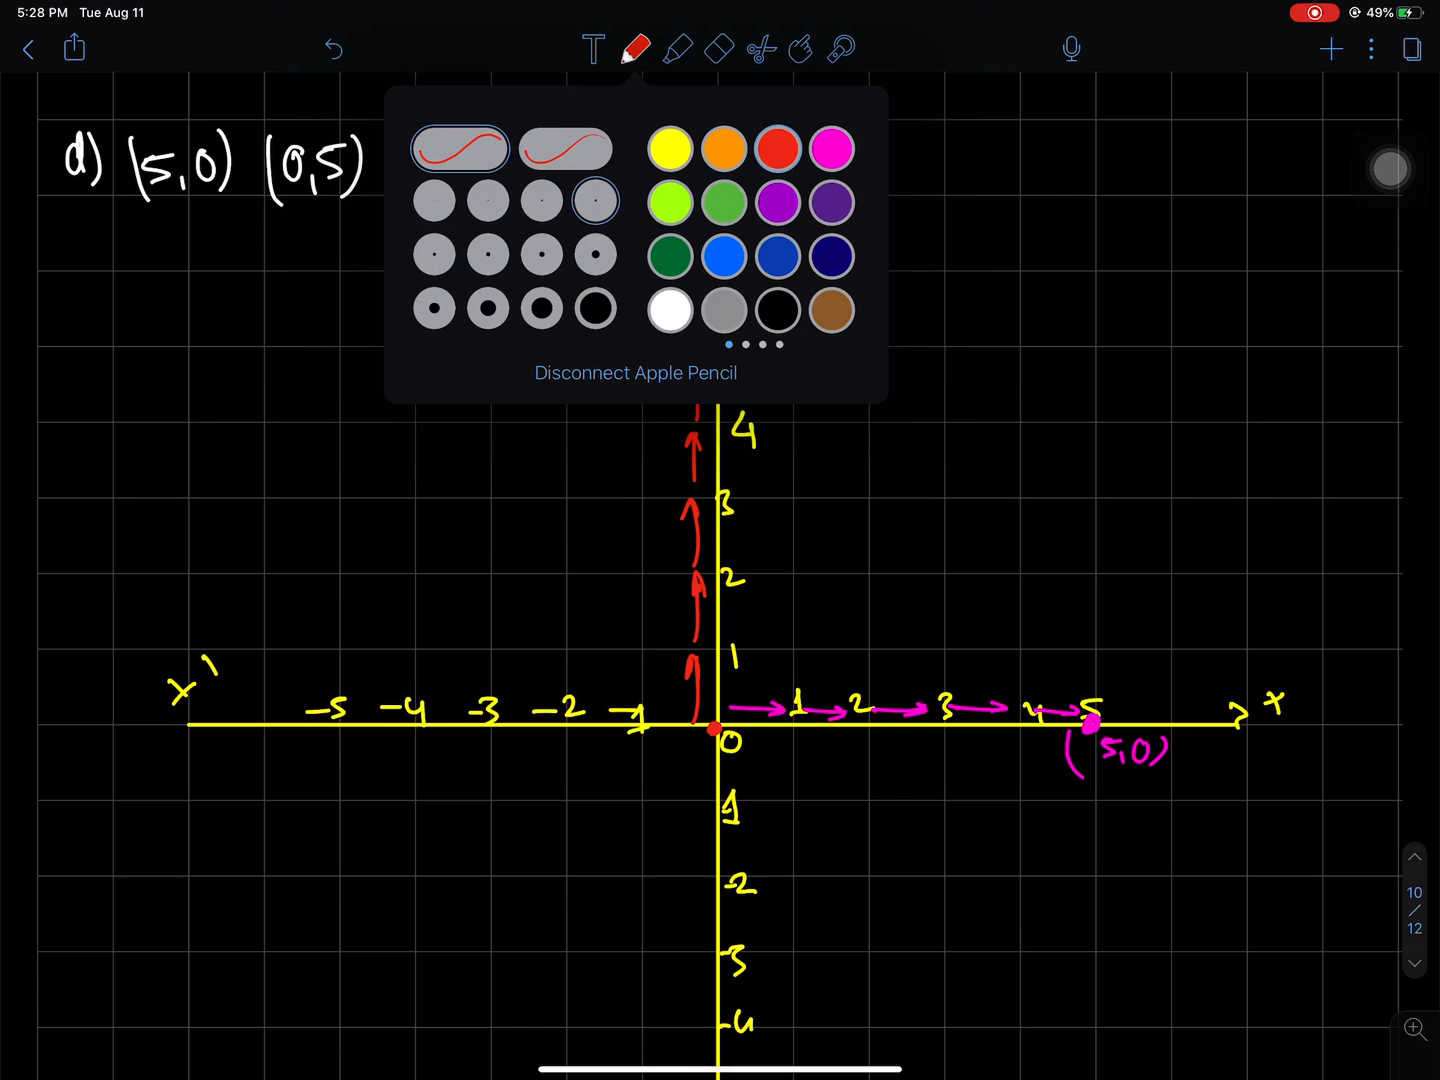 5:28 PM Tue Aug 11
49%
T
d) (5,0) (0,5)
Disconnect Apple Pencil
4
3
2
1
x'
-5 -4 -3 -2 -1 1 2 3 4 5 x
0
(5,0)
-1
-2
-3
-4
10
/
12